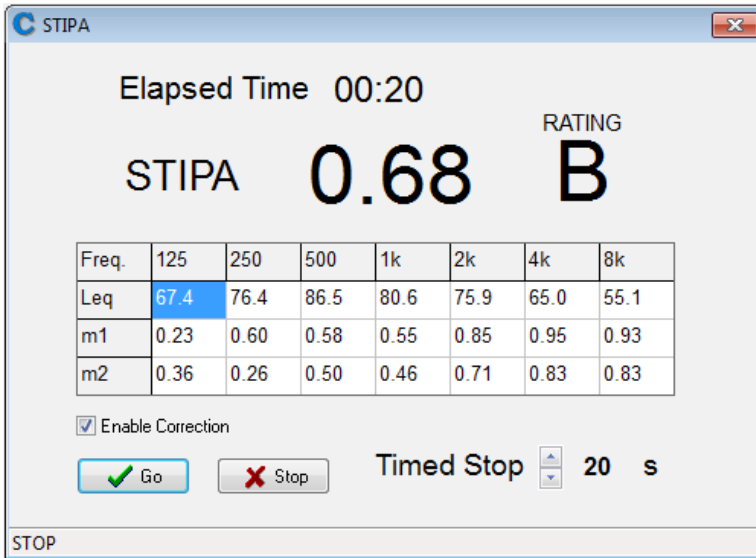 STIPA
Elapsed Time 00:20
RATING
STIPA 0.68 B
Freq. 125 250 500 1k 2k 4k 8k
Leq 67.4 76.4 86.5 80.6 75.9 65.0 55.1
m1 0.23 0.60 0.58 0.55 0.85 0.95 0.93
m2 0.36 0.26 0.50 0.46 0.71 0.83 0.83
Enable Correction
Go Stop Timed Stop 20 s
STOP